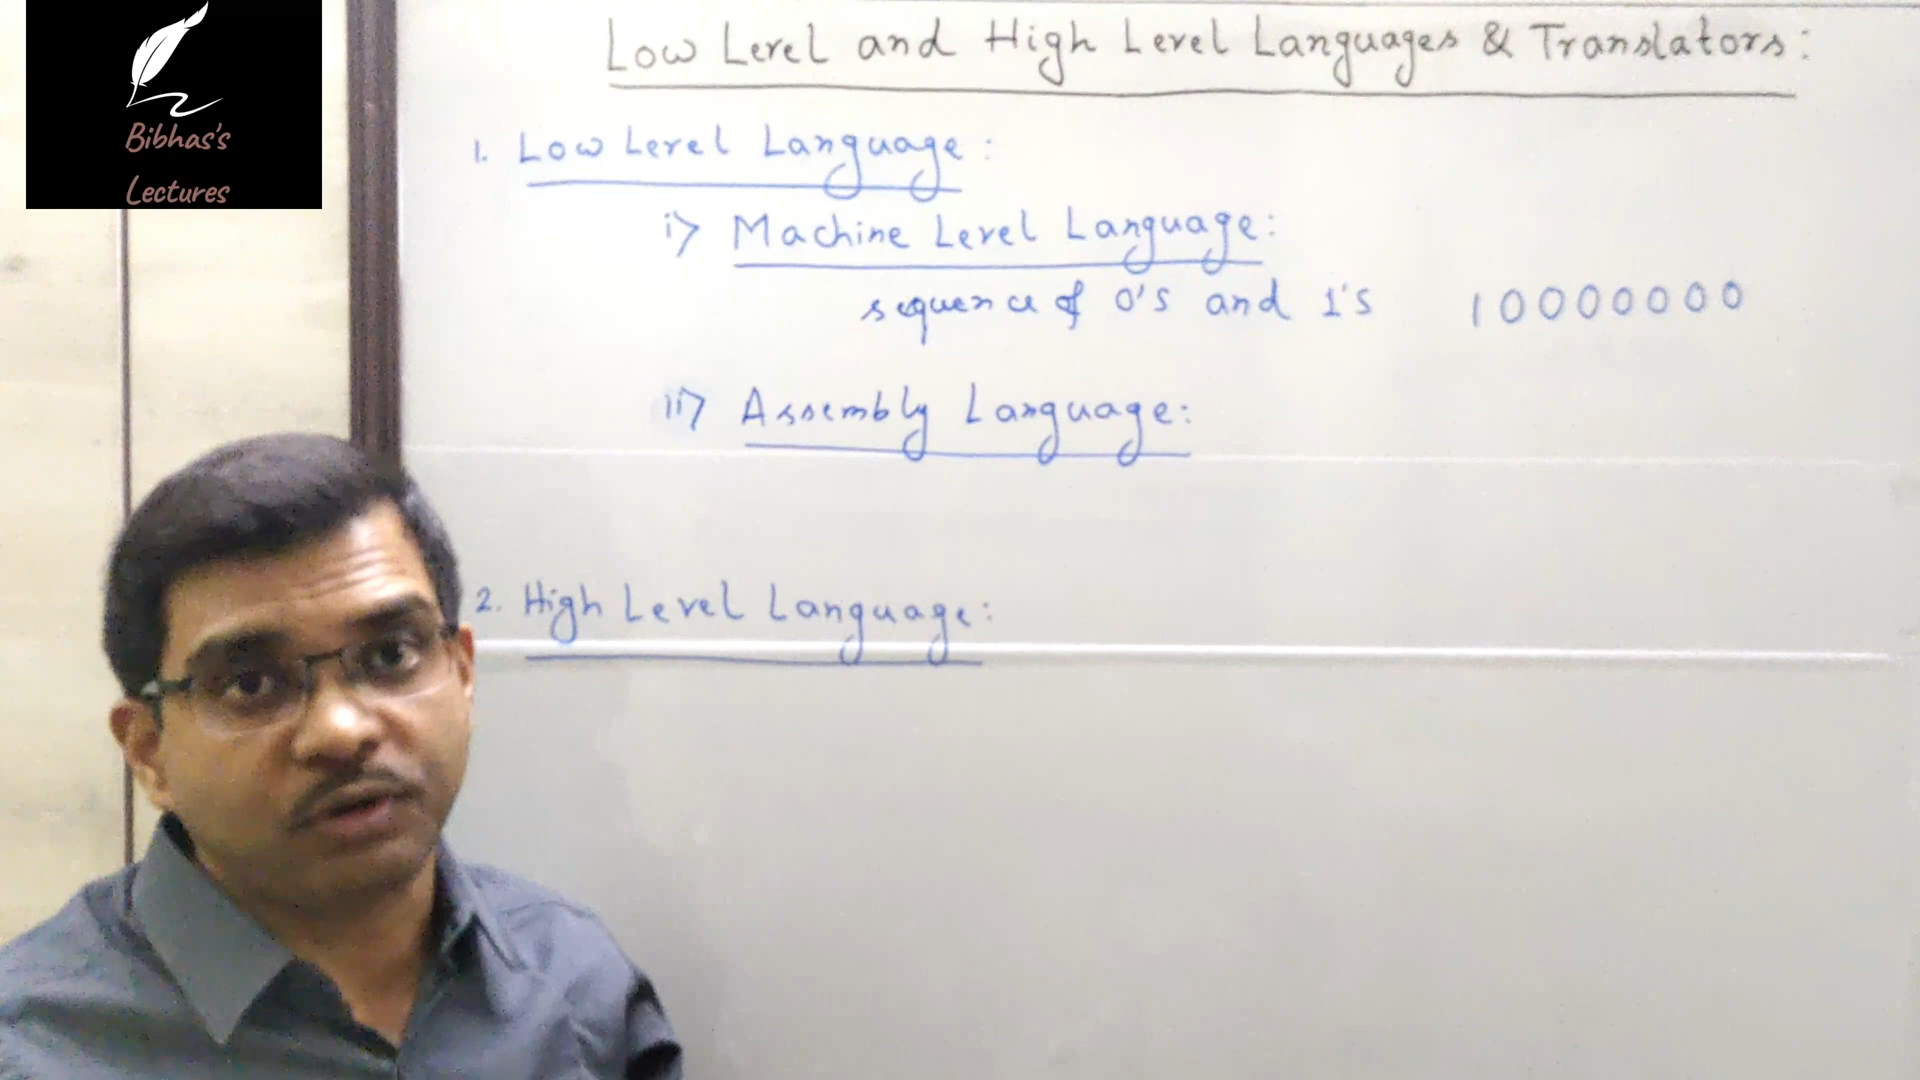 Bibhas's
Lectures
Low Level and High Level Languages & Translators:
1. Low Level Language:
i) Machine Level Language:
sequence of 0's and 1's 10000000
ii) Assembly Language:
2. High Level Language: